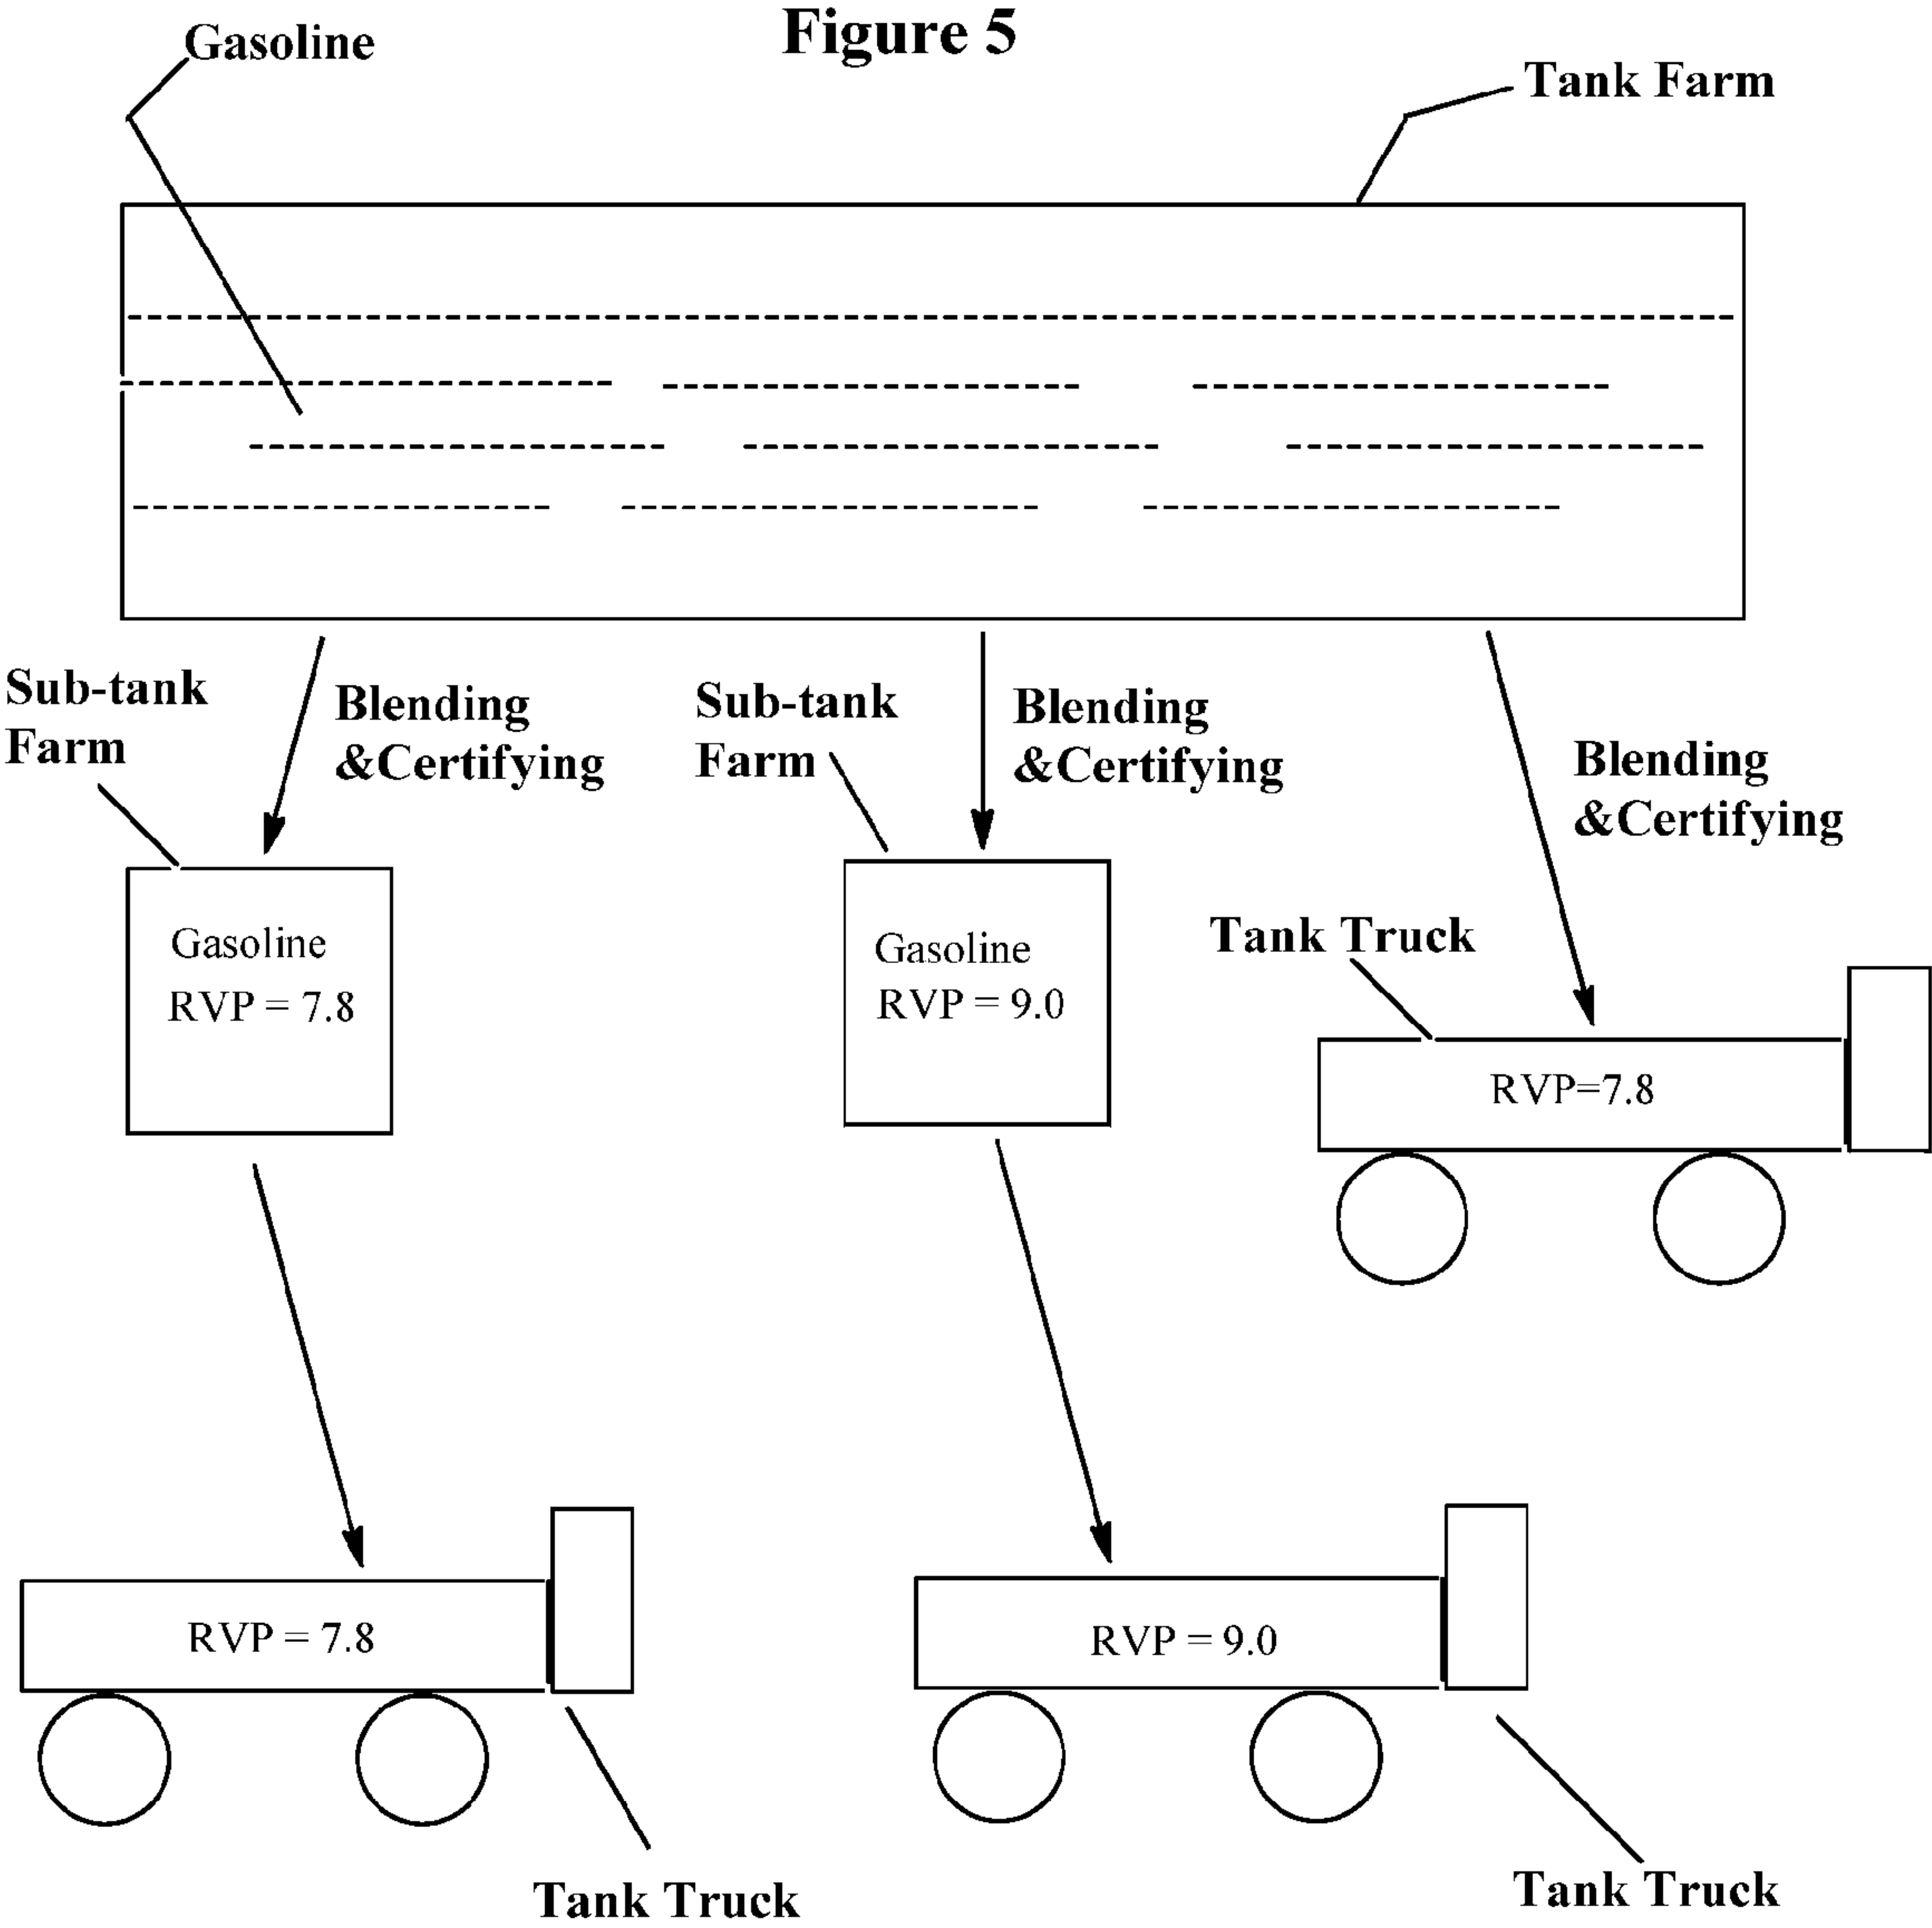 Figure 5
Gasoline
Tank Farm
Sub-tank
Farm
Blending
&Certifying
Sub-tank
Farm
Blending
&Certifying
Blending
&Certifying
Gasoline
RVP = 7.8
Gasoline
RVP = 9.0
Tank Truck
RVP=7.8
RVP = 7.8
RVP = 9.0
Tank Truck
Tank Truck